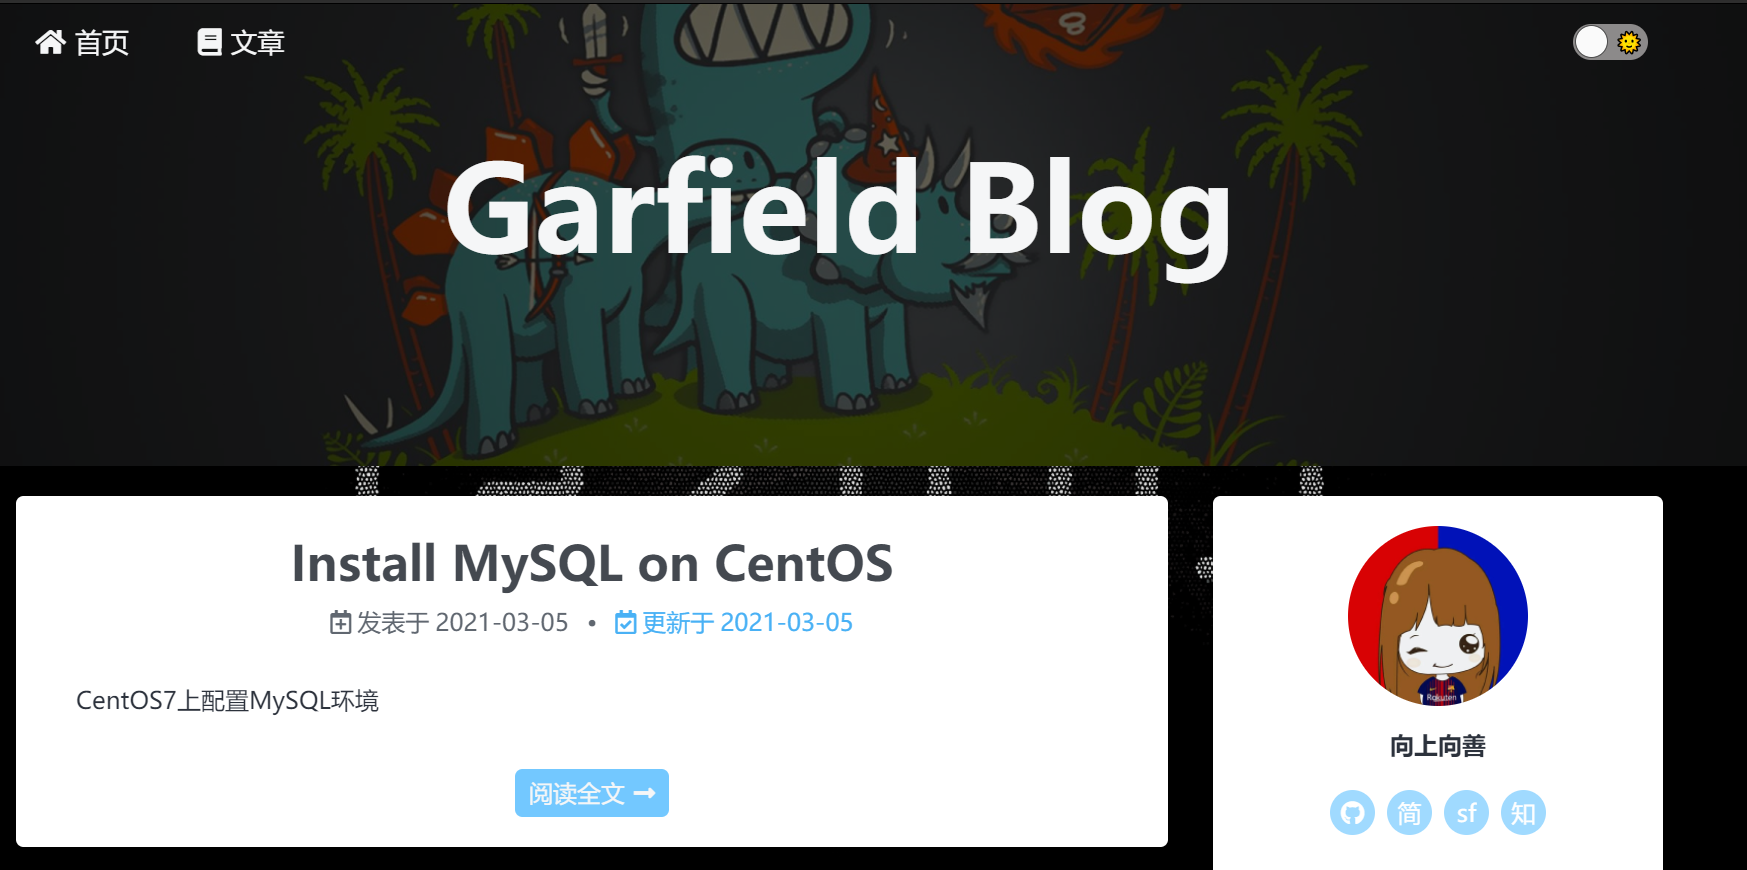 首页 文章
Garfield Blog
Install MySQL on CentOS
发表于 2021-03-05 • 更新于 2021-03-05
CentOS7上配置MySQL环境
阅读全文
Rakuten
向上向善
简 sf 知